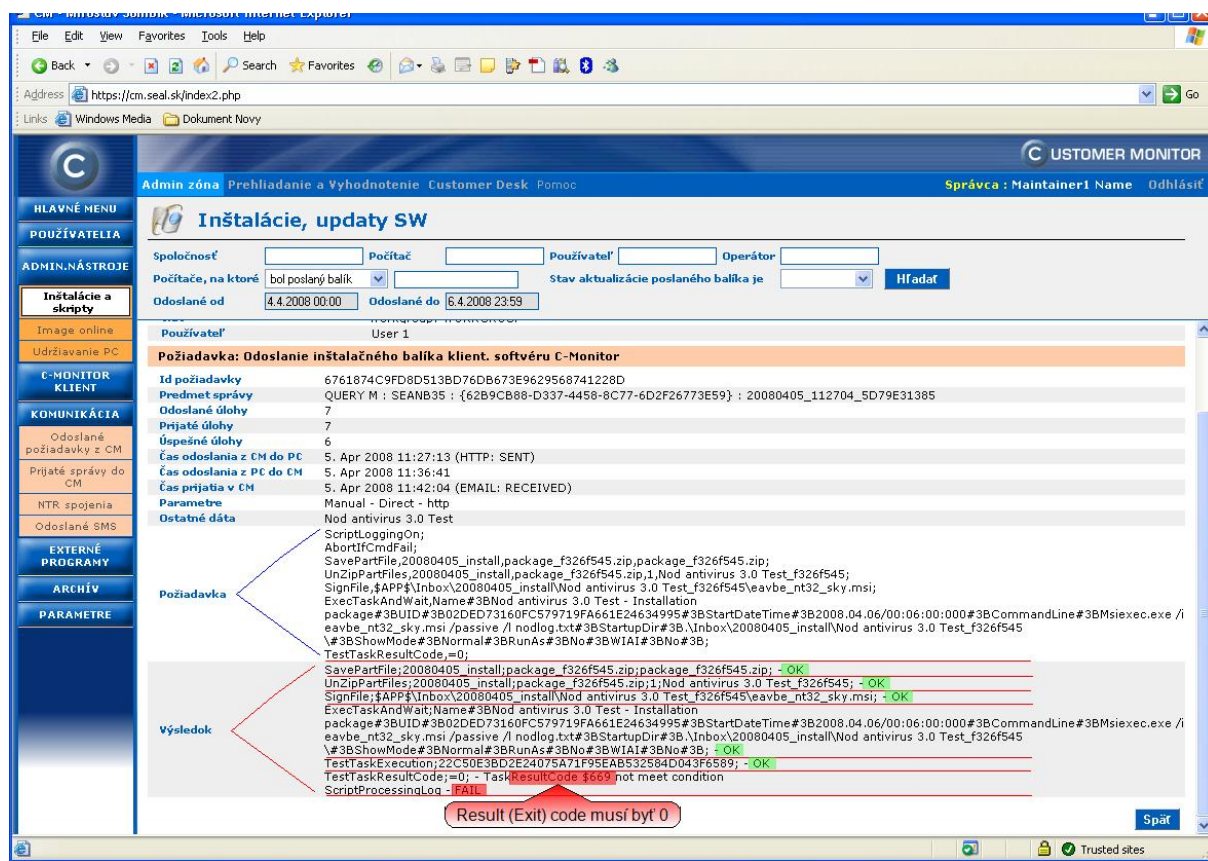 CM - Miroslav Jombik - Microsoft Internet Explorer
File Edit View Favorites Tools Help
Back Search Favorites
Address https://cm.seal.sk/index2.php Go
Links Windows Media Dokument Novy
C USTOMER MONITOR
Admin zóna Prehliadanie a Vyhodnotenie Customer Desk Pomoc Správca : Maintainer1 Name Odhlásiť
HLAVNÉ MENU
POUŽÍVATELIA
ADMIN.NÁSTROJE
Inštalácie a skripty
Image online
Udržiavanie PC
C-MONITOR KLIENT
KOMUNIKÁCIA
Odoslané požiadavky z CM
Prijaté správy do CM
NTR spojenia
Odoslané SMS
EXTERNÉ PROGRAMY
ARCHÍV
PARAMETRE
Inštalácie, updaty SW
Spoločnosť Počítač Používateľ Operátor
Počítače, na ktoré bol poslaný balík Stav aktualizácie poslaného balíka je Hľadať
Odoslané od 4.4.2008 00:00 Odoslané do 6.4.2008 23:59
Používateľ User 1
Požiadavka: Odoslanie inštalačného balíka klient. softvéru C-Monitor
Id požiadavky 6761874C9FD8D513BD76DB673E9629568741228D
Predmet správy QUERY M : SEANB35 : {62B9CB88-D337-4458-8C77-6D2F26773E59} : 20080405_112704_5D79E31385
Odoslané úlohy 7
Prijaté úlohy 7
Úspešné úlohy 6
Čas odoslania z CM do PC 5. Apr 2008 11:27:13 (HTTP: SENT)
Čas odoslania z PC do CM 5. Apr 2008 11:36:41
Čas prijatia v CM 5. Apr 2008 11:42:04 (EMAIL: RECEIVED)
Parametre Manual - Direct - http
Ostatné dáta Nod antivirus 3.0 Test
Požiadavka
ScriptLoggingOn;
AbortIfCmdFail;
SavePartFile,20080405_install,package_f326f545.zip,package_f326f545.zip;
UnZipPartFiles,20080405_install,package_f326f545.zip,1,Nod antivirus 3.0 Test_f326f545;
SignFile,$APP$\Inbox\20080405_install\Nod antivirus 3.0 Test_f326f545\eavbe_nt32_sky.msi;
ExecTaskAndWait,Name#3BNod antivirus 3.0 Test - Installation
package#3BUID#3B02DED73160FC579719FA661E24634995#3BStartDateTime#3B2008.04.06/00:06:00:000#3BCommandLine#3BMsiexec.exe /i
eavbe_nt32_sky.msi /passive /l nodlog.txt#3BStartupDir#3B.\Inbox\20080405_install\Nod antivirus 3.0 Test_f326f545
\#3BShowMode#3BNormal#3BRunAs#3BNo#3BWIAI#3BNo#3B;
TestTaskResultCode,=0;
Výsledok
SavePartFile;20080405_install;package_f326f545.zip;package_f326f545.zip; - OK
UnZipPartFiles;20080405_install;package_f326f545.zip;1;Nod antivirus 3.0 Test_f326f545; - OK
SignFile;$APP$\Inbox\20080405_install\Nod antivirus 3.0 Test_f326f545\eavbe_nt32_sky.msi; - OK
ExecTaskAndWait;Name#3BNod antivirus 3.0 Test - Installation
package#3BUID#3B02DED73160FC579719FA661E24634995#3BStartDateTime#3B2008.04.06/00:06:00:000#3BCommandLine#3BMsiexec.exe /i
eavbe_nt32_sky.msi /passive /l nodlog.txt#3BStartupDir#3B.\Inbox\20080405_install\Nod antivirus 3.0 Test_f326f545
\#3BShowMode#3BNormal#3BRunAs#3BNo#3BWIAI#3BNo#3B; - OK
TestTaskExecution;22C50E3BD2E24075A71F95EAB532584D043F6589; - OK
TestTaskResultCode;=0; - TaskResultCode $669 not meet condition
ScriptProcessingLog - FAIL
Result (Exit) code musí byť 0
Späť
Trusted sites